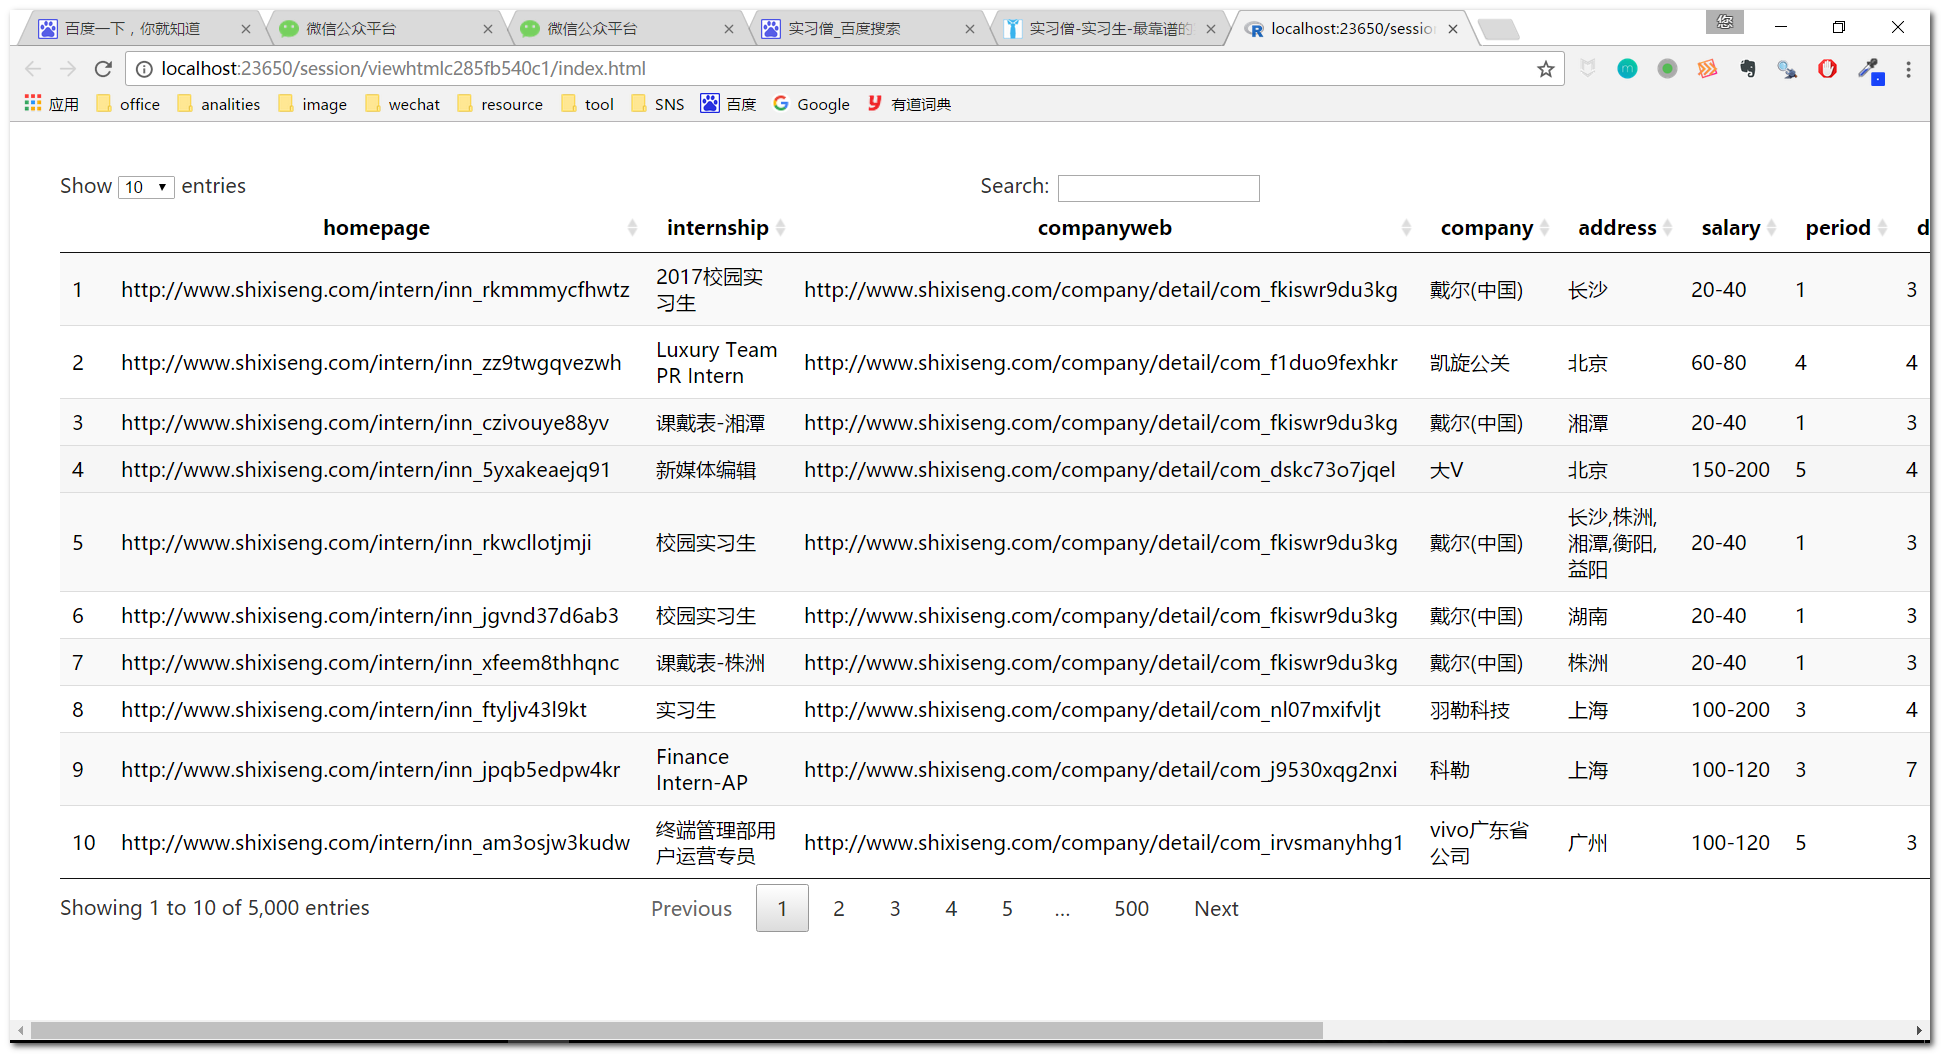 百度一下，你就知道 微信公众平台 微信公众平台 实习僧_百度搜索 实习僧-实习生-最靠谱的 localhost:23650/sessio 您
localhost:23650/session/viewhtmlc285fb540c1/index.html
应用 office analities image wechat resource tool SNS 百度 Google 有道词典
Show 10 entries Search:
homepage internship companyweb company address salary period d
1 http://www.shixiseng.com/intern/inn_rkmmmycfhwtz 2017校园实
习生 http://www.shixiseng.com/company/detail/com_fkiswr9du3kg 戴尔(中国) 长沙 20-40 1 3
2 http://www.shixiseng.com/intern/inn_zz9twgqvezwh Luxury Team
PR Intern http://www.shixiseng.com/company/detail/com_f1duo9fexhkr 凯旋公关 北京 60-80 4 4
3 http://www.shixiseng.com/intern/inn_czivouye88yv 课戴表-湘潭 http://www.shixiseng.com/company/detail/com_fkiswr9du3kg 戴尔(中国) 湘潭 20-40 1 3
4 http://www.shixiseng.com/intern/inn_5yxakeaejq91 新媒体编辑 http://www.shixiseng.com/company/detail/com_dskc73o7jqel 大V 北京 150-200 5 4
5 http://www.shixiseng.com/intern/inn_rkwcllotjmji 校园实习生 http://www.shixiseng.com/company/detail/com_fkiswr9du3kg 戴尔(中国) 长沙,株洲,
湘潭,衡阳,
益阳 20-40 1 3
6 http://www.shixiseng.com/intern/inn_jgvnd37d6ab3 校园实习生 http://www.shixiseng.com/company/detail/com_fkiswr9du3kg 戴尔(中国) 湖南 20-40 1 3
7 http://www.shixiseng.com/intern/inn_xfeem8thhqnc 课戴表-株洲 http://www.shixiseng.com/company/detail/com_fkiswr9du3kg 戴尔(中国) 株洲 20-40 1 3
8 http://www.shixiseng.com/intern/inn_ftyljv43l9kt 实习生 http://www.shixiseng.com/company/detail/com_nl07mxifvljt 羽勒科技 上海 100-200 3 4
9 http://www.shixiseng.com/intern/inn_jpqb5edpw4kr Finance
Intern-AP http://www.shixiseng.com/company/detail/com_j9530xqg2nxi 科勒 上海 100-120 3 7
10 http://www.shixiseng.com/intern/inn_am3osjw3kudw 终端管理部用
户运营专员 http://www.shixiseng.com/company/detail/com_irvsmanyhhg1 vivo广东省
公司 广州 100-120 5 3
Showing 1 to 10 of 5,000 entries Previous 1 2 3 4 5 … 500 Next